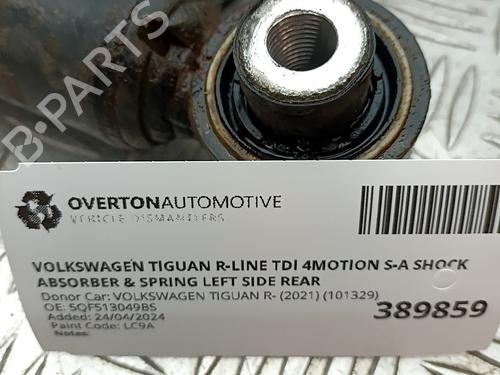 B-PARTS
OVERTONAUTOMOTIVE
VEHICLE DISMANTLERS
VOLKSWAGEN TIGUAN R-LINE TDI 4MOTION S-A SHOCK
ABSORBER & SPRING LEFT SIDE REAR
Donor Car: VOLKSWAGEN TIGUAN R- (2021) (101329)
OE: 5QF513049BS
389859
Added: 24/04/2024
Paint Code: LC9A
Notes: